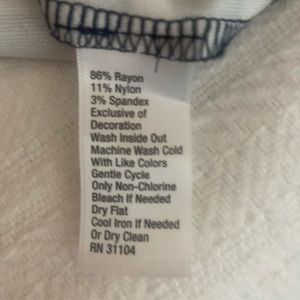 86% Rayon
11% Nylon
3% Spandex
Exclusive of
Decoration
Wash Inside Out
Machine Wash Cold
With Like Colors
Gentle Cycle
Only Non-Chlorine
Bleach If Needed
Dry Flat
Cool Iron if Needed
Or Dry Clean
RN 31104